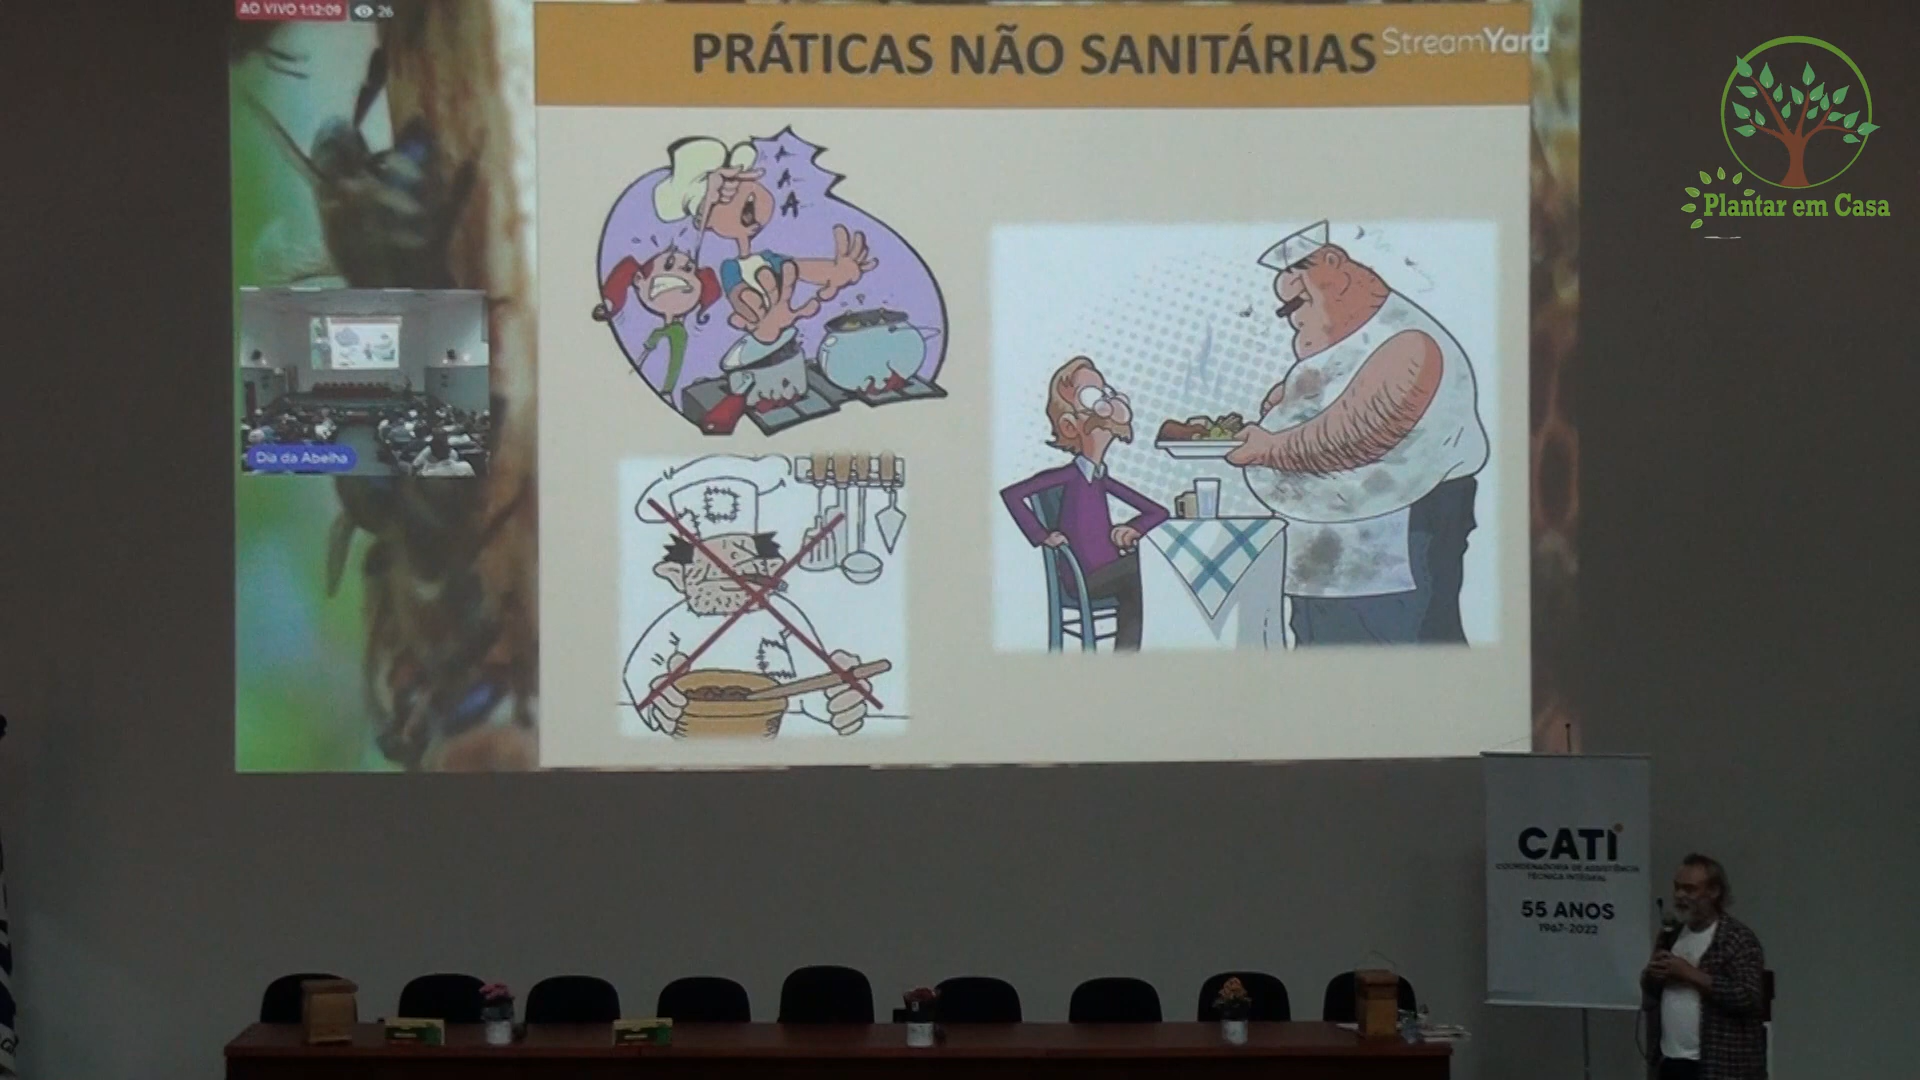 AO VIVO 1:12:09 26
PRÁTICAS NÃO SANITÁRIAS
StreamYard
Plantar em Casa
A
A
A
Dia da Abelha
CATI
COORDENADORIA DE ASSISTÊNCIA
TÉCNICA INTEGRAL
55 ANOS
1967-2022